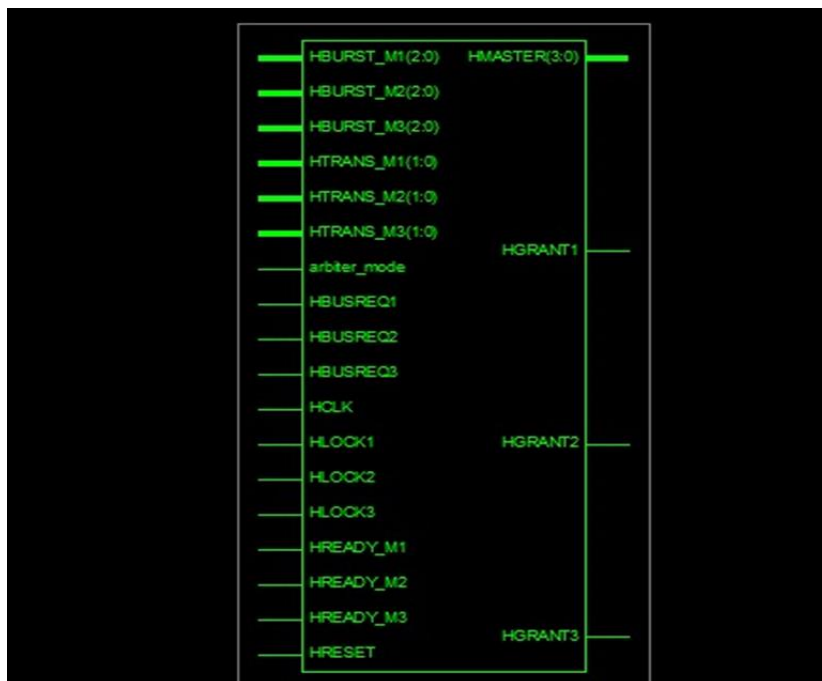 HBURST_M1(2:0) HMASTER(3:0)
HBURST_M2(2:0)
HBURST_M3(2:0)
HTRANS_M1(1:0)
HTRANS_M2(1:0)
HTRANS_M3(1:0)
HGRANT1
arbiter_mode
HBUSREQ1
HBUSREQ2
HBUSREQ3
HCLK
HLOCK1 HGRANT2
HLOCK2
HLOCK3
HREADY_M1
HREADY_M2
HREADY_M3
HGRANT3
HRESET